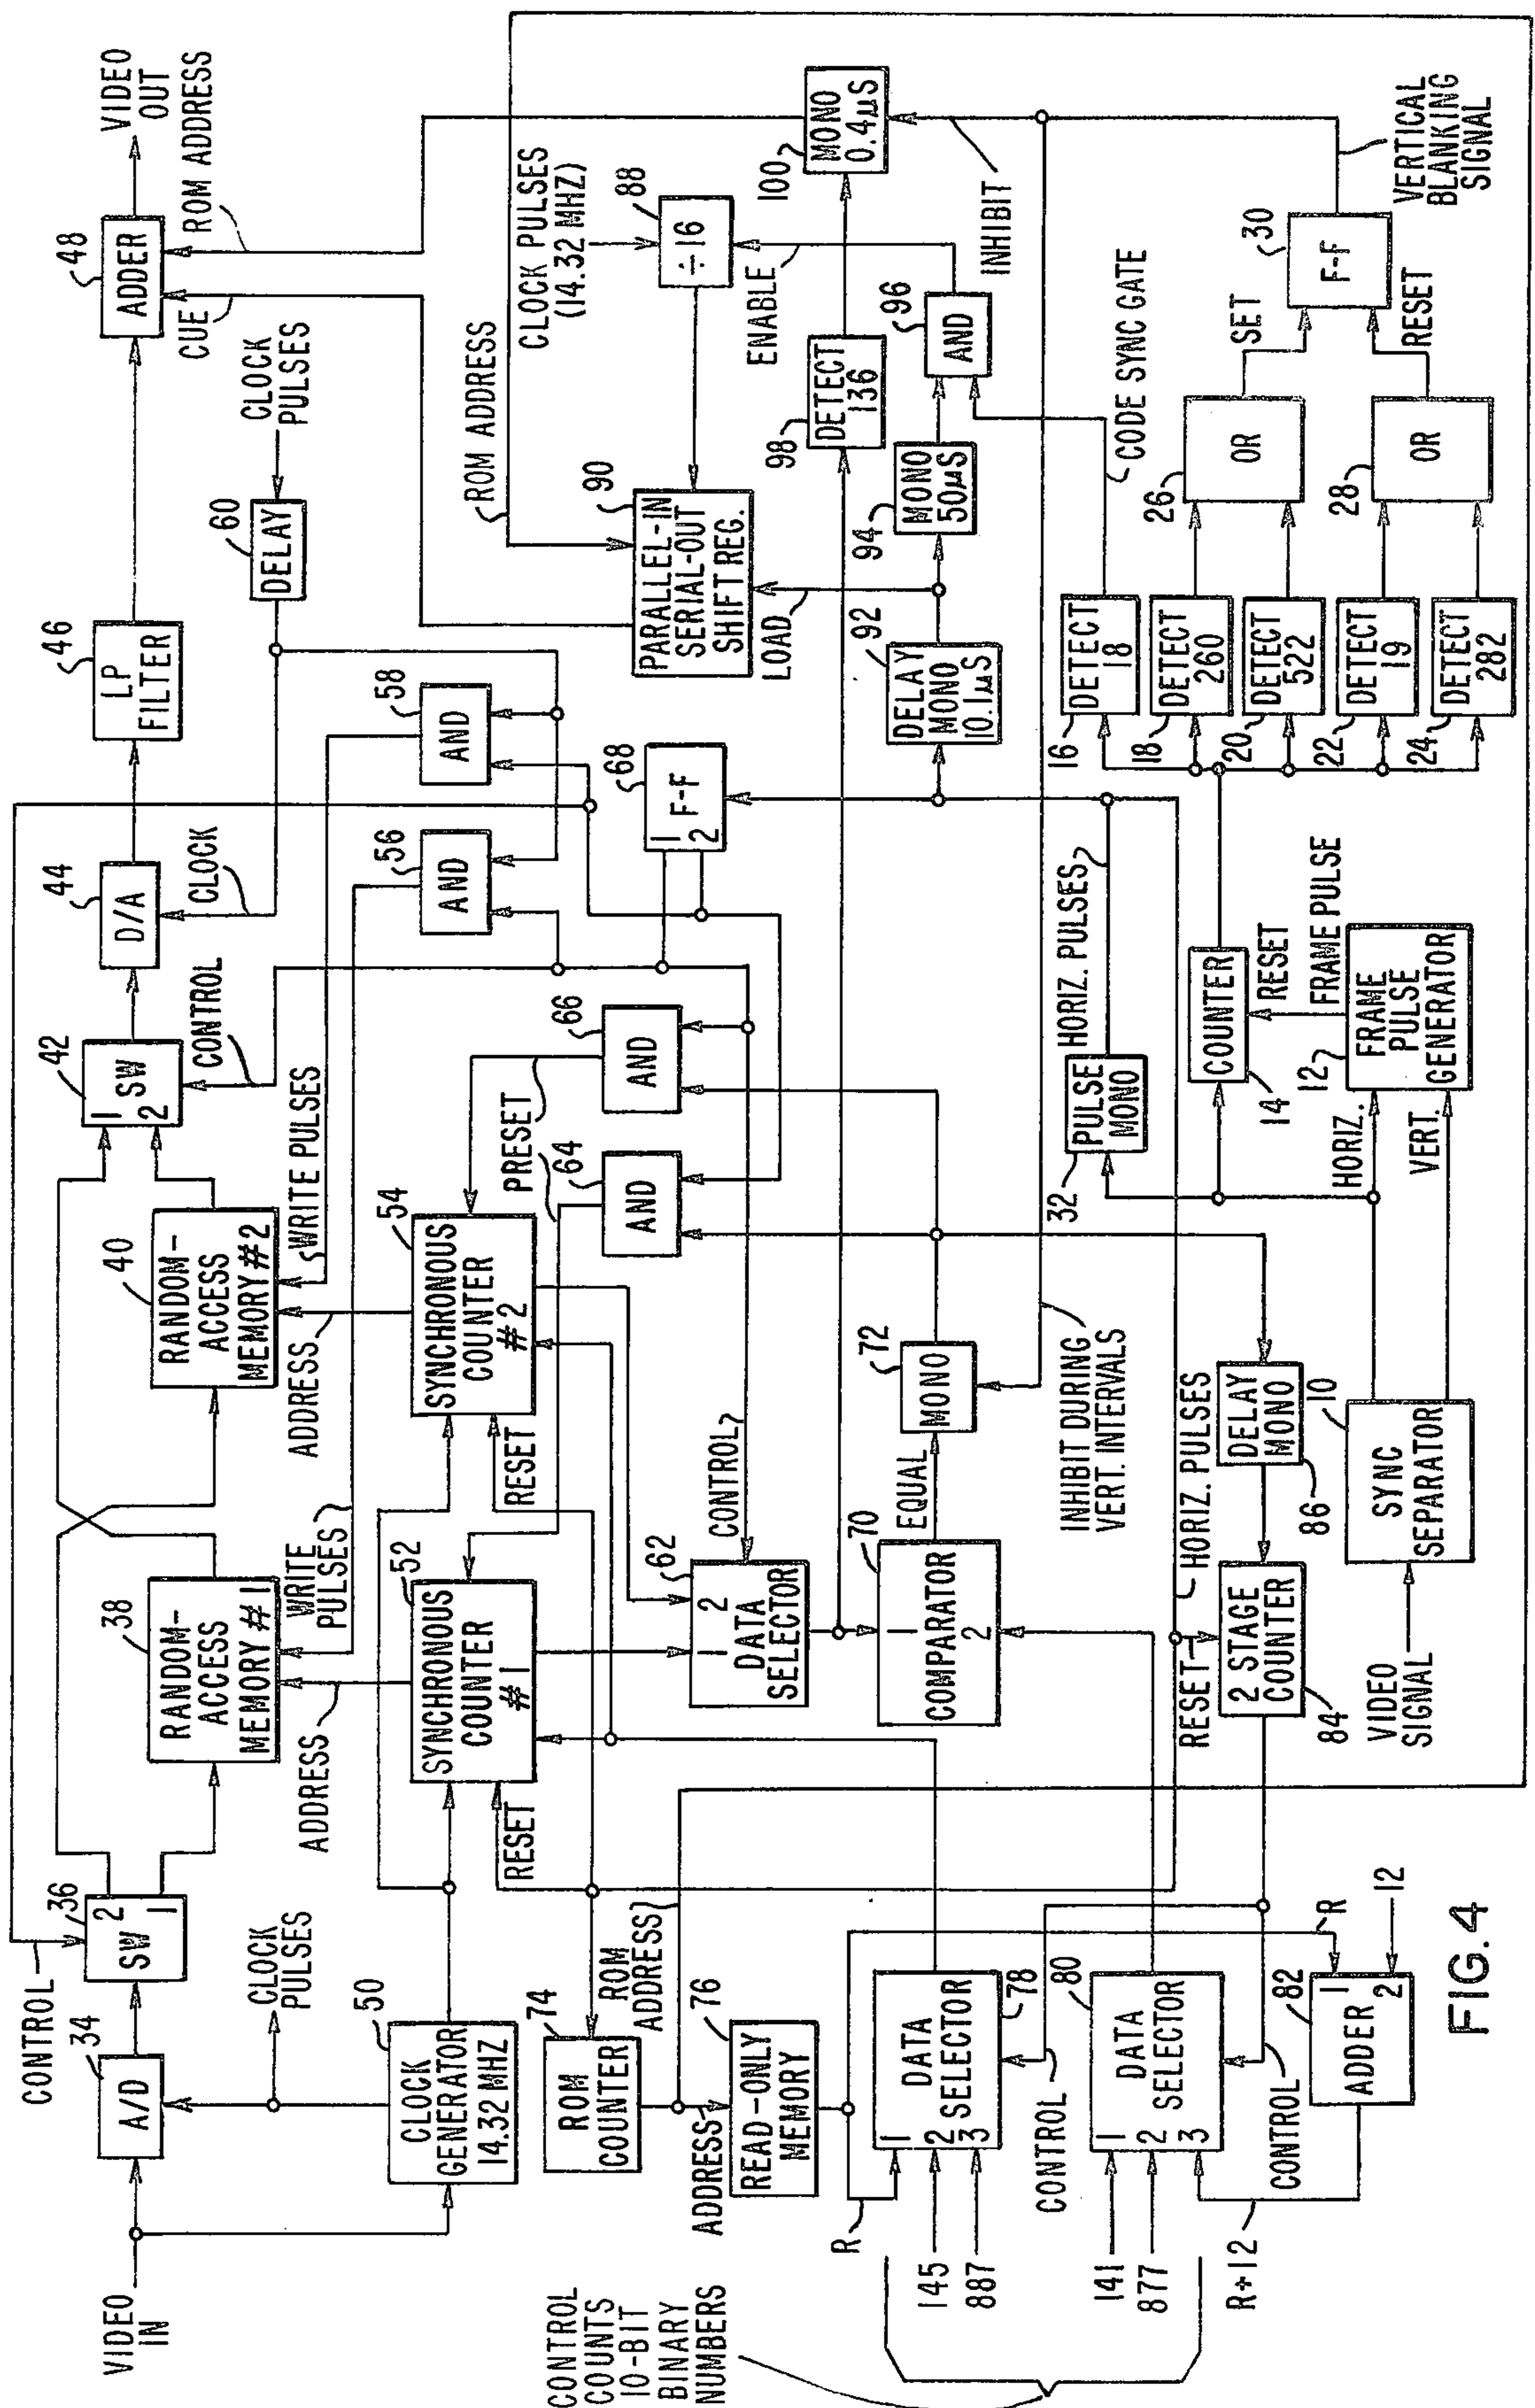 VIDEO
IN
34
A/D
CONTROL
36
SW
2
1
CLOCK
PULSES
50
CLOCK
GENERATOR
14.32 MHZ
38
RANDOM-
ACCESS
MEMORY #1
40
RANDOM-
ACCESS
MEMORY #2
WRITE
PULSES
WRITE PULSES
ADDRESS
ADDRESS
42
1
SW
2
CONTROL
44
D/A
CLOCK
46
LP
FILTER
48
ADDER
VIDEO
OUT
CUE
ROM ADDRESS
60
DELAY
CLOCK
PULSES
52
SYNCHRONOUS
COUNTER
#1
RESET
54
SYNCHRONOUS
COUNTER
#2
RESET
PRESET
56
AND
58
AND
64
AND
66
AND
68
1
F-F
2
62
1 2
DATA
SELECTOR
CONTROL
70
1
COMPARATOR
2
EQUAL
72
MONO
INHIBIT DURING
VERT. INTERVALS
74
ROM
COUNTER
ROM
ADDRESS
ADDRESS
76
READ-ONLY
MEMORY
R
145
887
1
2
3
DATA
SELECTOR
78
CONTROL
141
877
R+12
1
2
3
DATA
SELECTOR
80
CONTROL
82
1
2
ADDER
R
12
CONTROL
COUNTS
10-BIT
BINARY
NUMBERS
RESET
HORIZ. PULSES
2 STAGE
COUNTER
84
DELAY
MONO
86
VIDEO
SIGNAL
SYNC
SEPARATOR
10
HORIZ.
VERT.
12
FRAME
PULSE
GENERATOR
FRAME PULSE
RESET
COUNTER
14
32
PULSE
MONO
HORIZ. PULSES
92
DELAY
MONO
10.1µS
LOAD
90
PARALLEL-IN
SERIAL-OUT
SHIFT REG.
ROM ADDRESS
CLOCK PULSES
(14.32 MHZ)
88
÷16
ENABLE
94
MONO
50µS
96
AND
98
DETECT
136
100
MONO
0.4µS
INHIBIT
16
DETECT
18
CODE SYNC GATE
18
DETECT
260
20
DETECT
522
22
DETECT
19
24
DETECT
282
26
OR
28
OR
SET
RESET
30
F-F
VERTICAL
BLANKING
SIGNAL
FIG.4